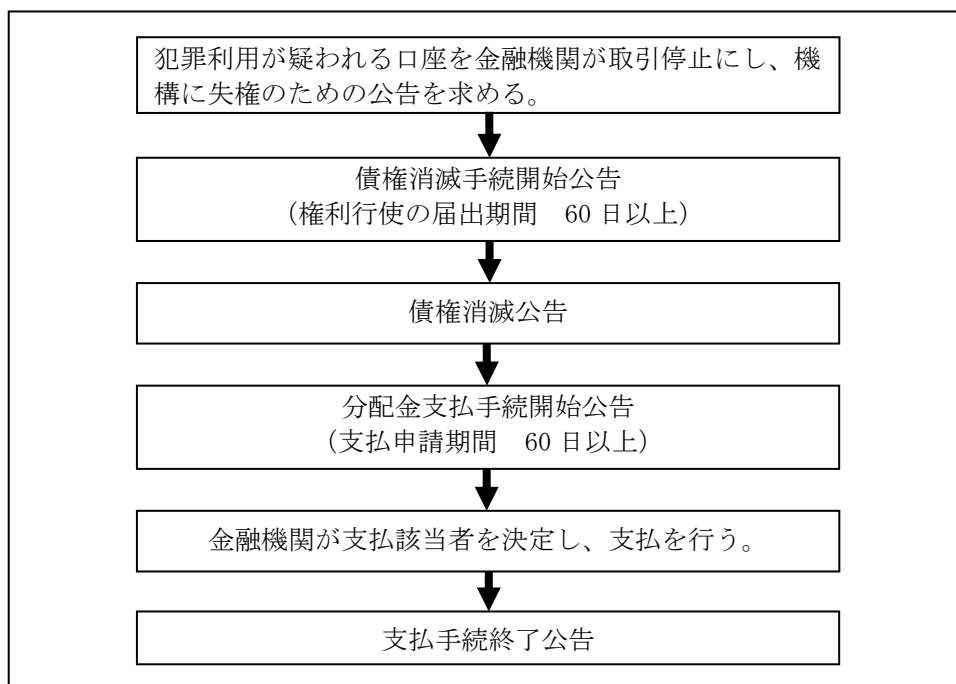 犯罪利用が疑われる口座を金融機関が取引停止にし、機
構に失権のための公告を求める。
債権消滅手続開始公告
（権利行使の届出期間　60 日以上）
債権消滅公告
分配金支払手続開始公告
（支払申請期間　60 日以上）
金融機関が支払該当者を決定し、支払を行う。
支払手続終了公告